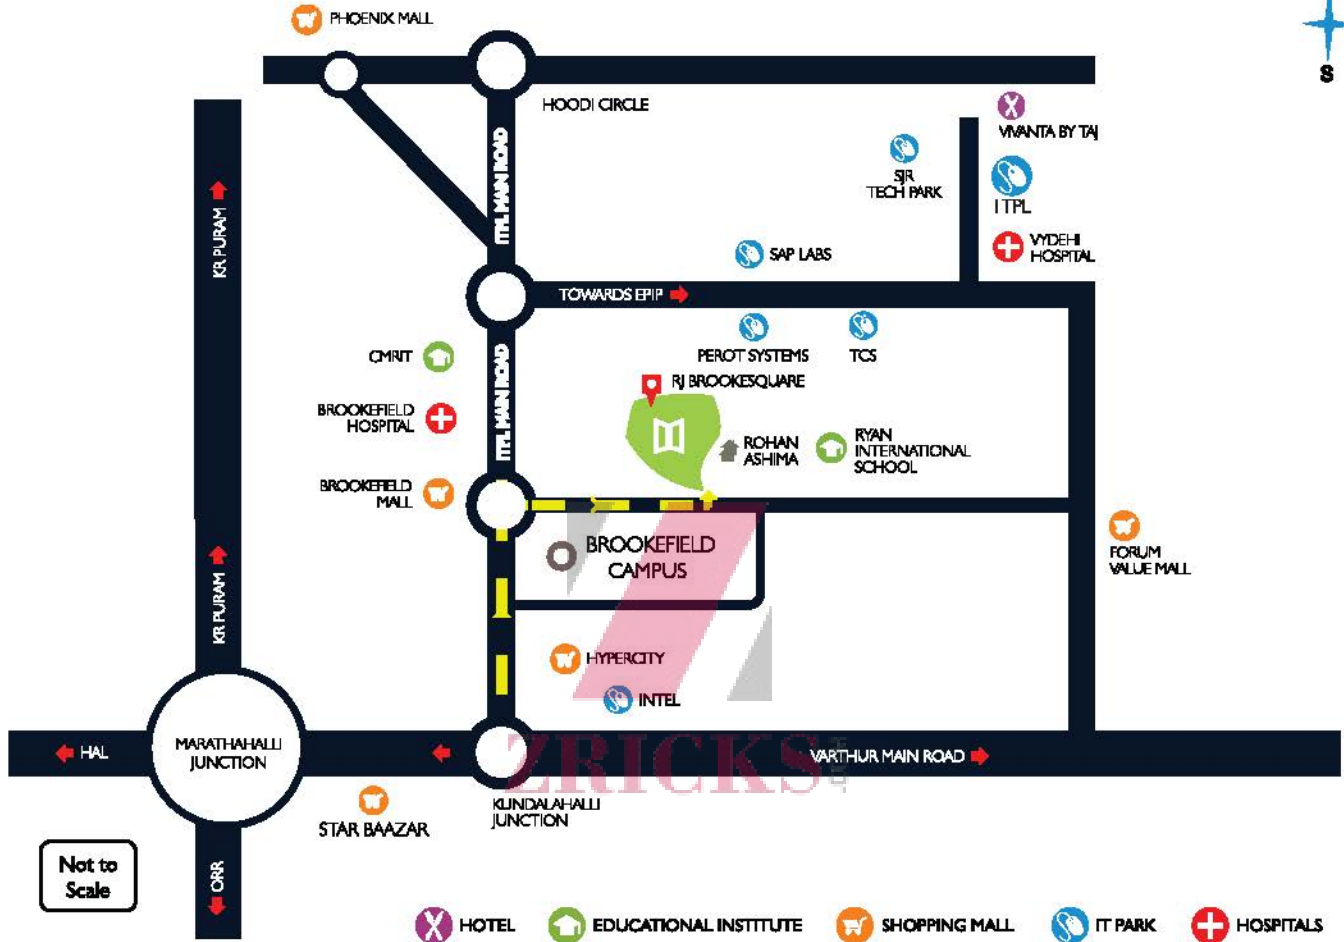 PHOENIX MALL
S
HOODI CIRCLE
VIVANTA BY TAJ
ITPL MAIN ROAD
SJR
TECH PARK
ITPL
KR PURAM
VYDEHI
HOSPITAL
SAP LABS
TOWARDS EPIP
PEROT SYSTEMS
TCS
CMRIT
RJ BROOKESQUARE
ITPL MAIN ROAD
BROOKEFIELD
HOSPITAL
ROHAN
ASHIMA
RYAN
INTERNATIONAL
SCHOOL
BROOKEFIELD
MALL
BROOKEFIELD
CAMPUS
FORUM
VALUE MALL
KR PURAM
HYPERCITY
INTEL
HAL
MARATHAHALLI
JUNCTION
ZRICKS
VARTHUR MAIN ROAD
KUNDALAHALLI
JUNCTION
STAR BAAZAR
Not to
Scale
ORR
HOTEL
EDUCATIONAL INSTITUTE
SHOPPING MALL
IT PARK
HOSPITALS